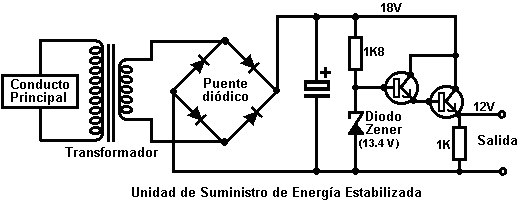 18V
Conducto
Principal
Transformador
Puente
diódico
+
1K8
Diodo
Zener
(13.4 V)
12V
Salida
1K
Unidad de Suministro de Energía Estabilizada